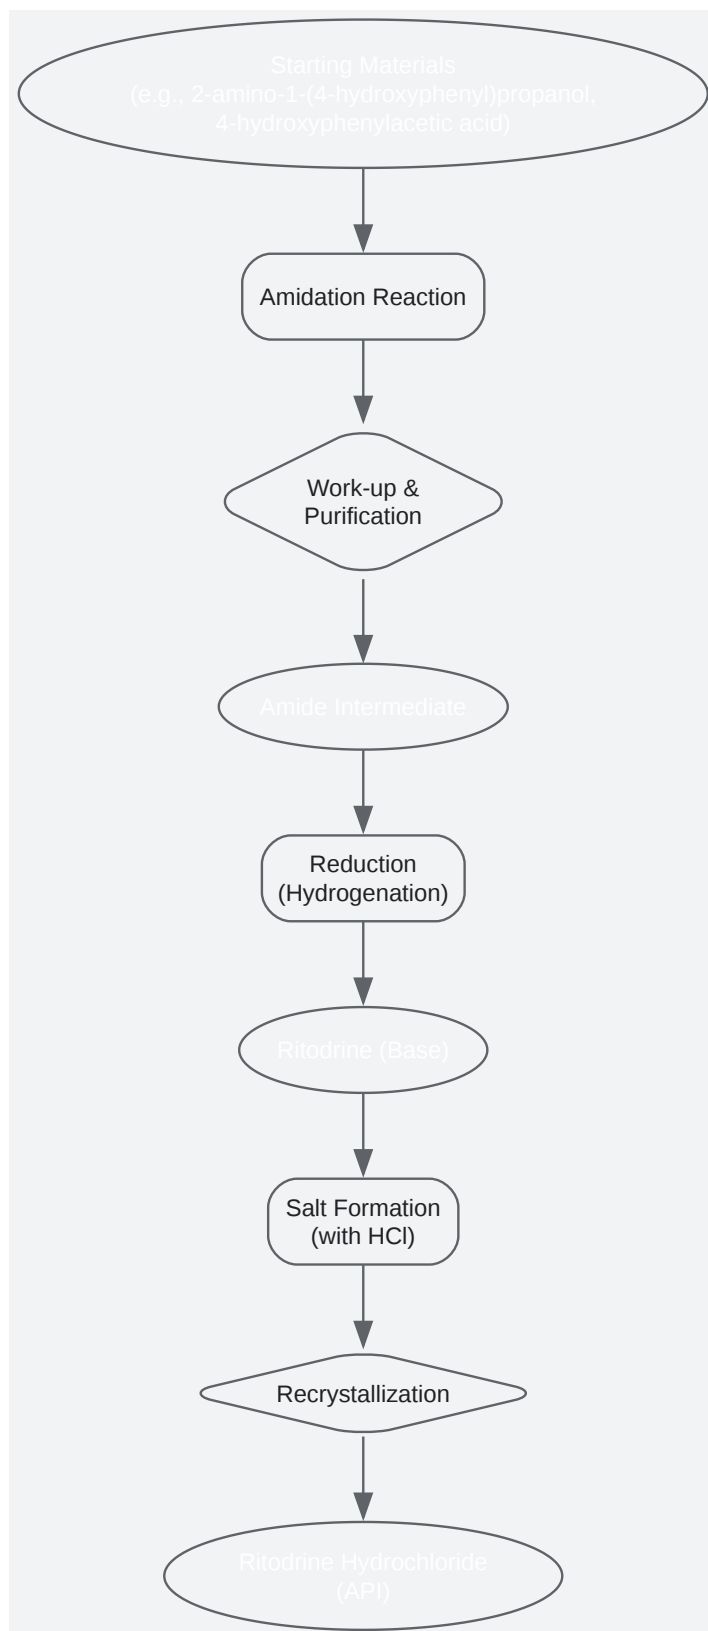 Starting Materials
(e.g., 2-amino-1-(4-hydroxyphenyl)propanol,
4-hydroxyphenylacetic acid)
Amidation Reaction
Work-up &
Purification
Amide Intermediate
Reduction
(Hydrogenation)
Ritodrine (Base)
Salt Formation
(with HCl)
Recrystallization
Ritodrine Hydrochloride
(API)